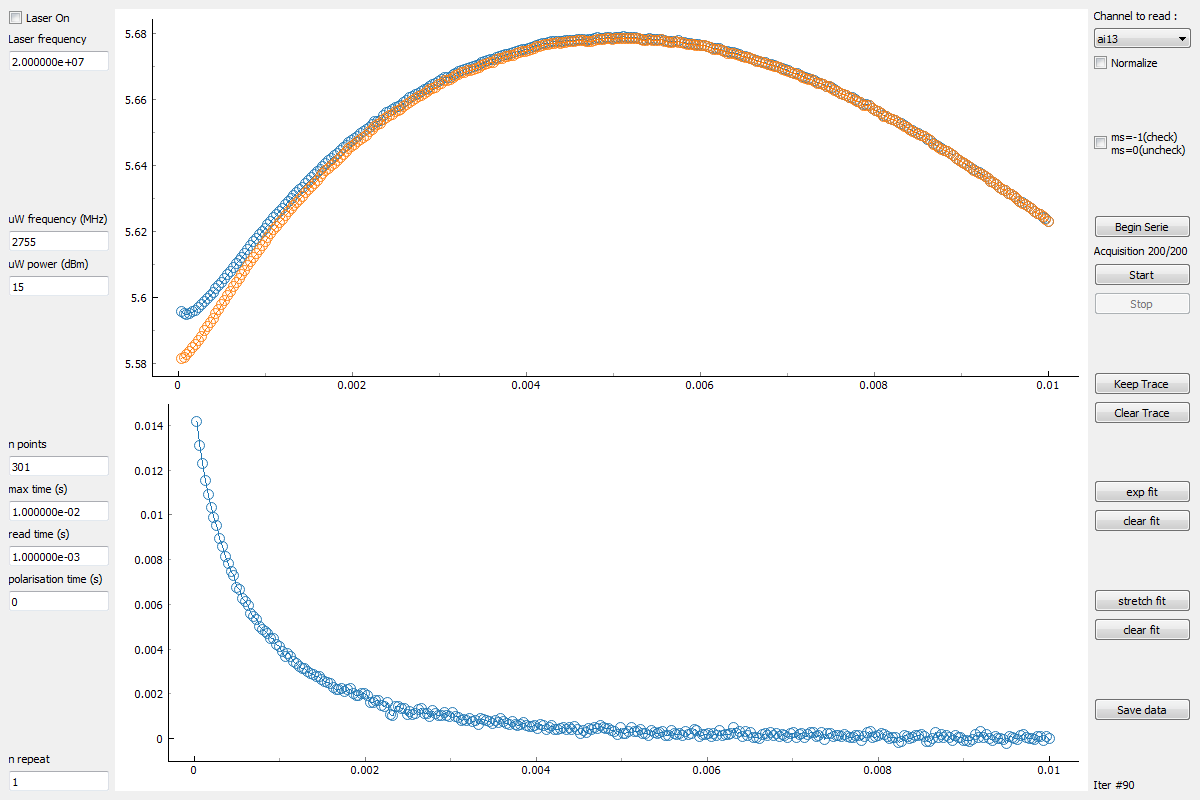 Laser On
Laser frequency
2.000000e+07
uW frequency (MHz)
2755
uW power (dBm)
15
n points
301
max time (s)
1.000000e-02
read time (s)
1.000000e-03
polarisation time (s)
0
n repeat
1
5.68
5.66
5.64
5.62
5.6
5.58
0
0.002
0.004
0.006
0.008
0.01
0.014
0.012
0.01
0.008
0.006
0.004
0.002
0
0
0.002
0.004
0.006
0.008
0.01
Channel to read :
ai13
Normalize
ms=-1(check)
ms=0(uncheck)
Begin Serie
Acquisition 200/200
Start
Stop
Keep Trace
Clear Trace
exp fit
clear fit
stretch fit
clear fit
Save data
Iter #90